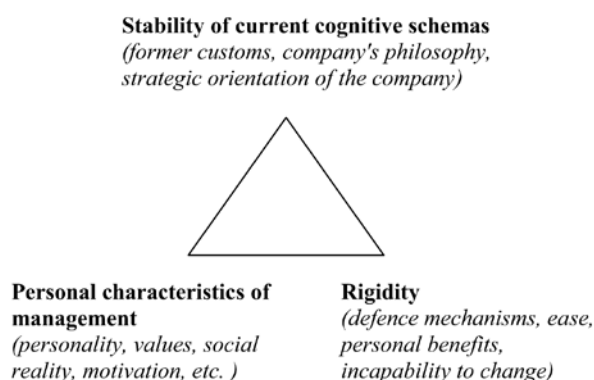 Stability of current cognitive schemas
(former customs, company's philosophy,
strategic orientation of the company)
Personal characteristics of
management
(personality, values, social
reality, motivation, etc. )
Rigidity
(defence mechanisms, ease,
personal benefits,
incapability to change)